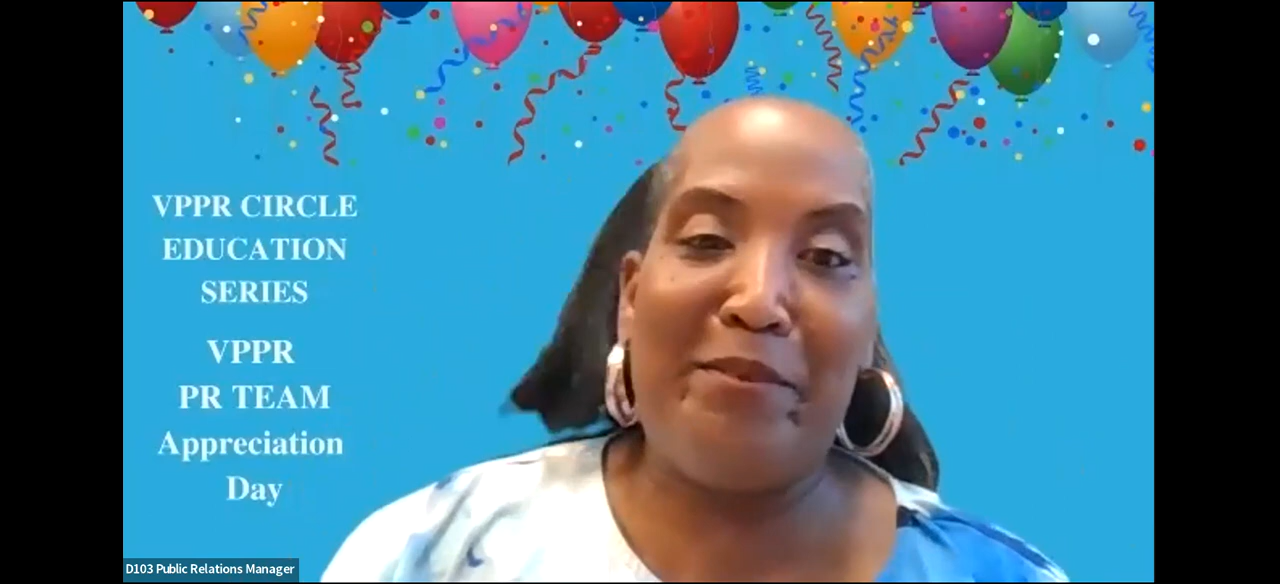 VPPR CIRCLE
EDUCATION
SERIES
VPPR
PR TEAM
Appreciation
Day
D103 Public Relations Manager